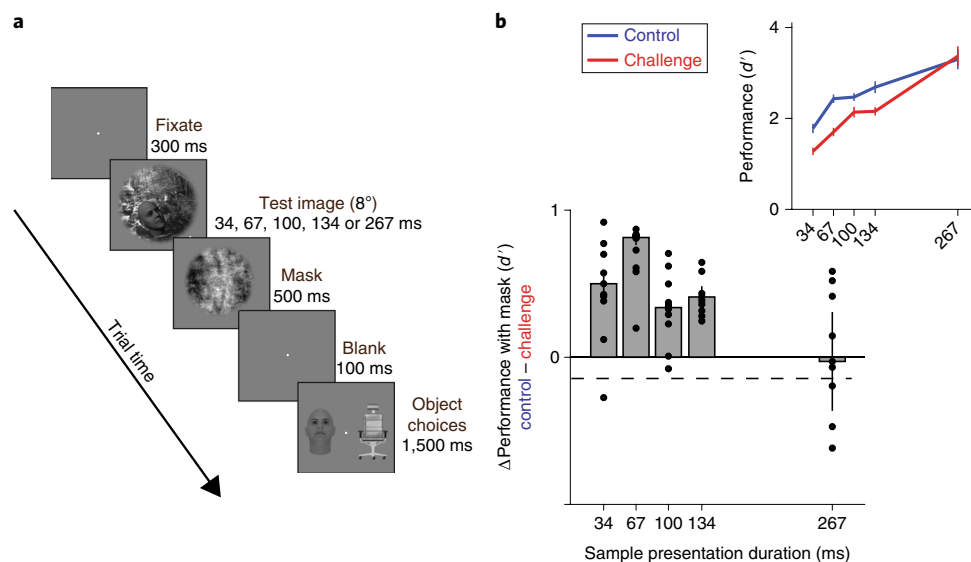 a
Fixate
300 ms
Test image (8°)
34, 67, 100, 134 or 267 ms
Mask
500 ms
Blank
100 ms
Object
choices
1,500 ms
Trial time
b
Control
Challenge
Performance (d′)
4
2
0
34
67
100
134
267
ΔPerformance with mask (d′)
control – challenge
1
0
34 67 100 134 267
Sample presentation duration (ms)